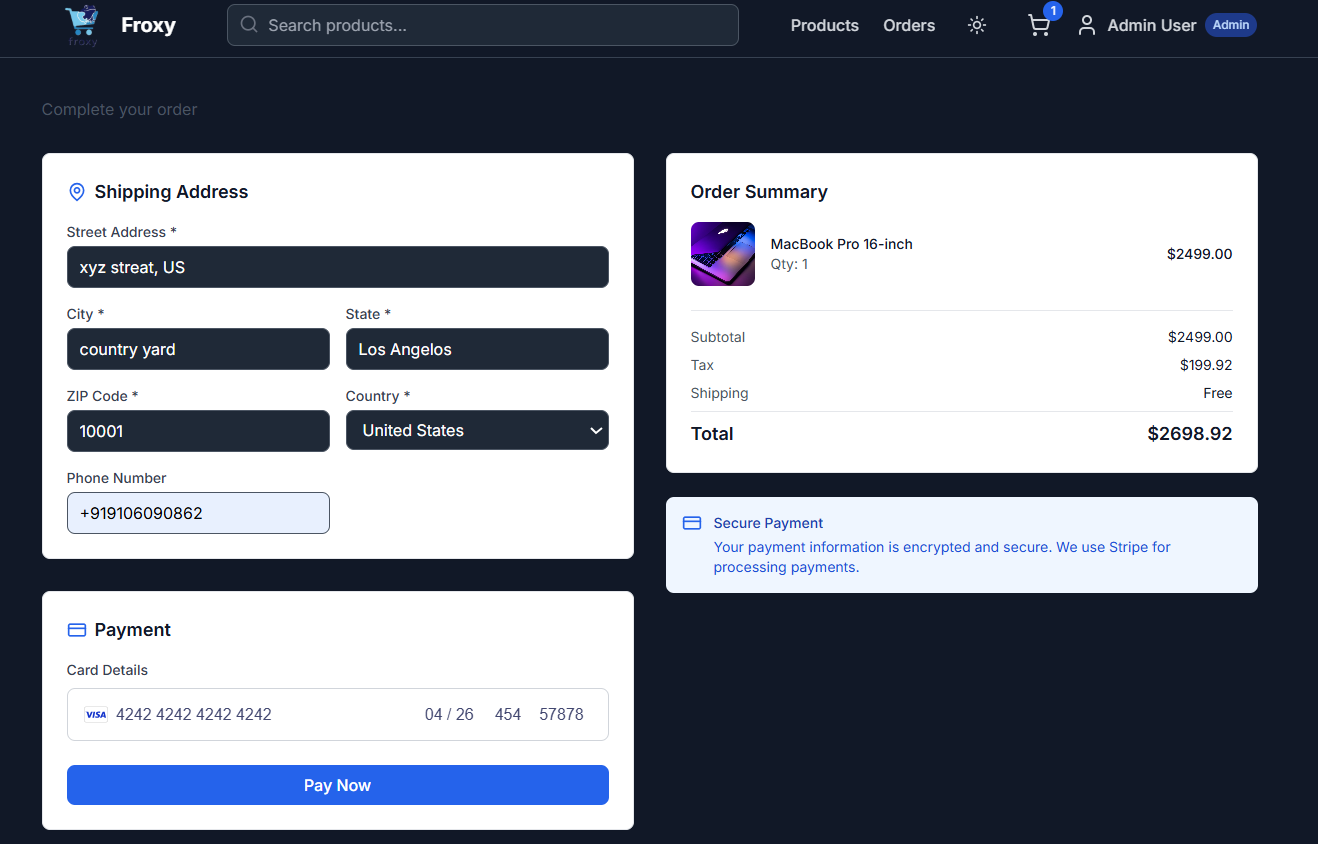 froxy
Froxy
Search products...
Products
Orders
1
Admin User
Admin
Complete your order
Shipping Address
Street Address *
xyz streat, US
City *
State *
country yard
Los Angelos
ZIP Code *
Country *
10001
United States
Phone Number
+919106090862
Payment
Card Details
VISA 4242 4242 4242 4242 04 / 26 454 57878
Pay Now
Order Summary
MacBook Pro 16-inch
Qty: 1
$2499.00
Subtotal $2499.00
Tax $199.92
Shipping Free
Total $2698.92
Secure Payment
Your payment information is encrypted and secure. We use Stripe for
processing payments.